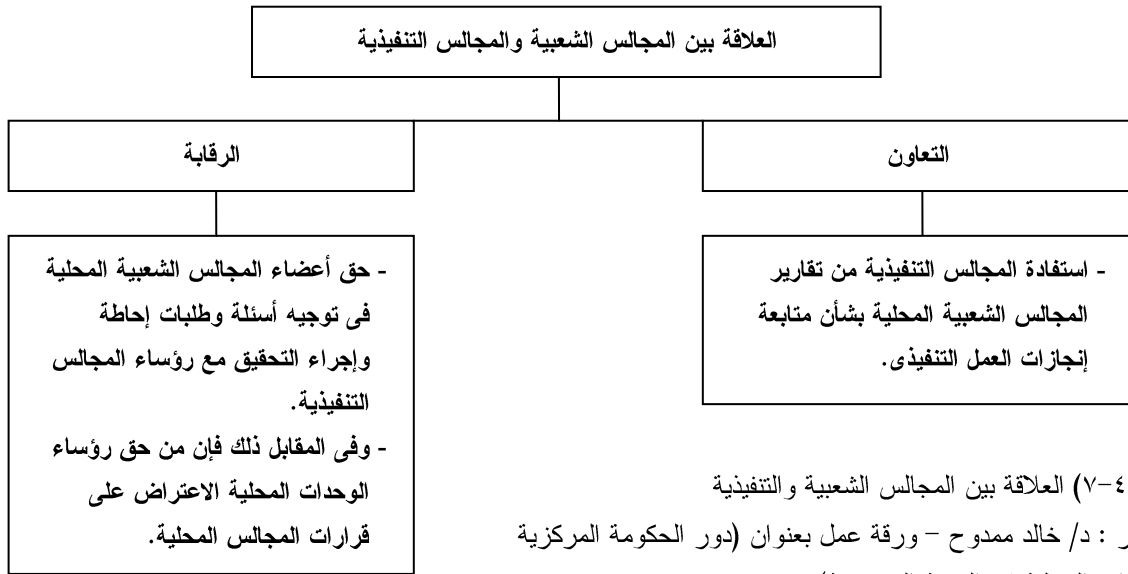 العلاقة بين المجالس الشعبية والمجالس التنفيذية
التعاون
الرقابة
- استفادة المجالس التنفيذية من تقارير
المجالس الشعبية المحلية بشأن متابعة
إنجازات العمل التنفيذى.
- حق أعضاء المجالس الشعبية المحلية
فى توجيه أسئلة وطلبات إحاطة
وإجراء التحقيق مع رؤساء المجالس
التنفيذية.
- وفى المقابل ذلك فإن من حق رؤساء
الوحدات المحلية الاعتراض على
قرارات المجالس المحلية.
٤-٧) العلاقة بين المجالس الشعبية والتنفيذية
ر : د/ خالد ممدوح – ورقة عمل بعنوان (دور الحكومة المركزية